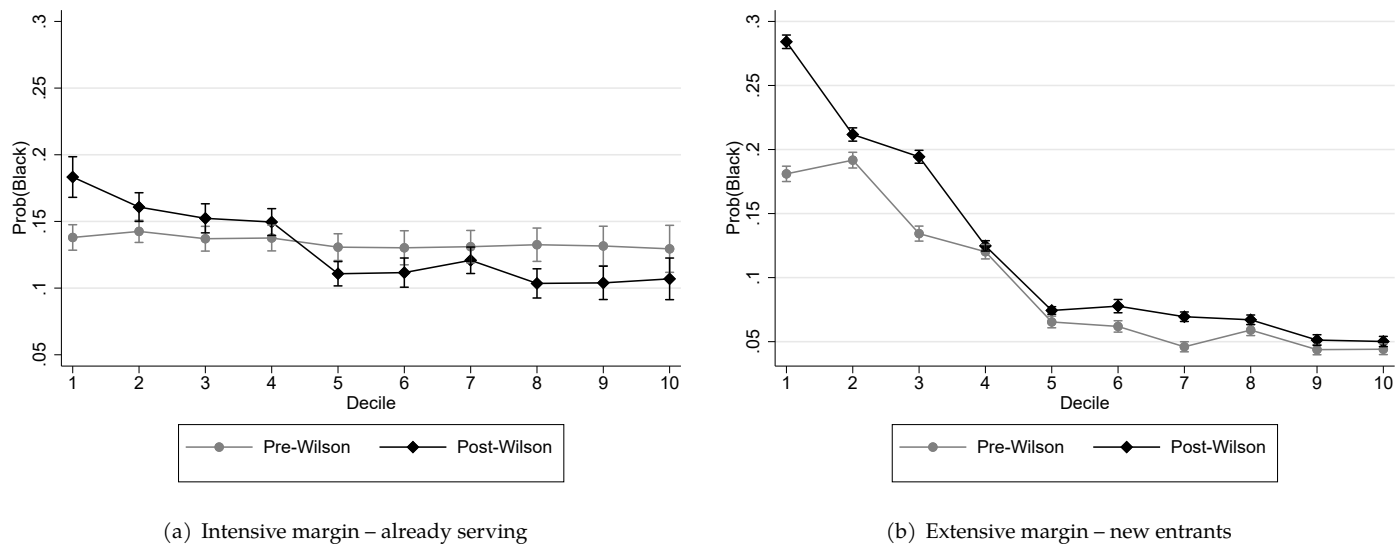 Prob(Black)
.3
.25
.2
.15
.1
.05
1 2 3 4 5 6 7 8 9 10
Decile
Pre-Wilson Post-Wilson
(a) Intensive margin – already serving
Prob(Black)
.3
.25
.2
.15
.1
.05
1 2 3 4 5 6 7 8 9 10
Decile
Pre-Wilson Post-Wilson
(b) Extensive margin – new entrants